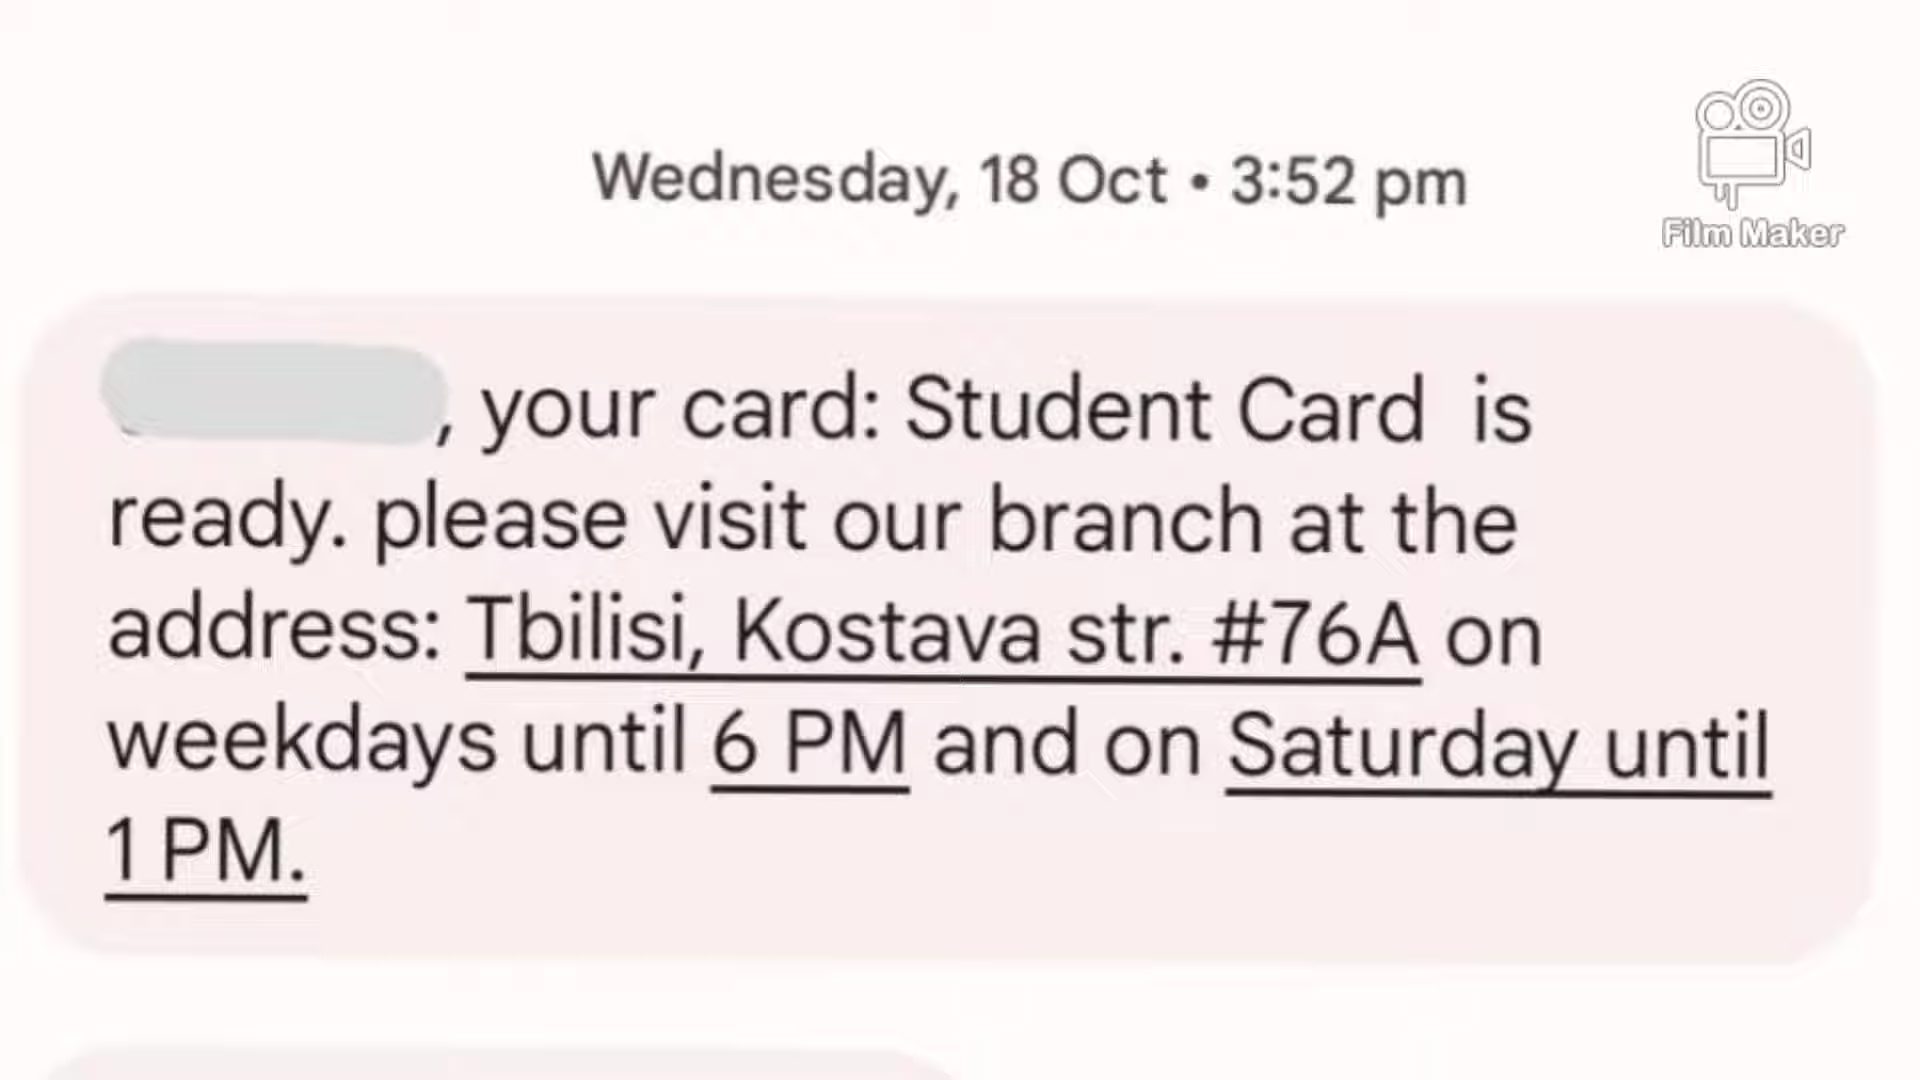 Wednesday, 18 Oct • 3:52 pm
Film Maker
, your card: Student Card is
ready. please visit our branch at the
address: Tbilisi, Kostava str. #76A on
weekdays until 6 PM and on Saturday until
1 PM.